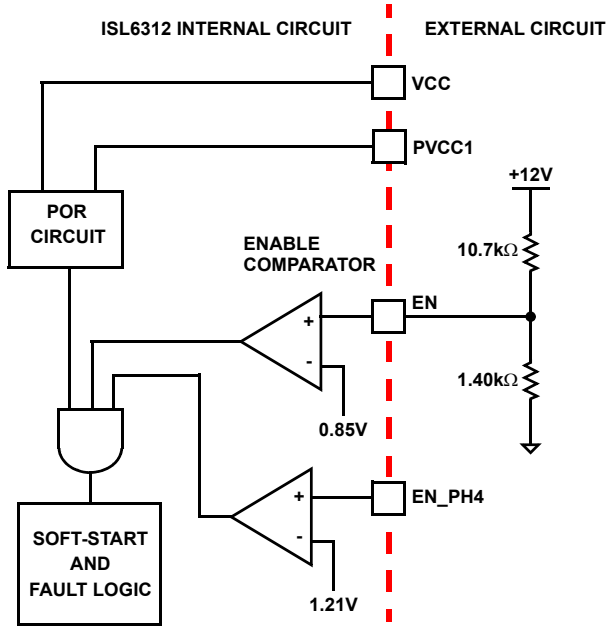 ISL6312 INTERNAL CIRCUIT
EXTERNAL CIRCUIT
VCC
PVCC1
+12V
POR
CIRCUIT
10.7kΩ
ENABLE
COMPARATOR
EN
+
-
0.85V
1.40kΩ
EN_PH4
+
-
1.21V
SOFT-START
AND
FAULT LOGIC